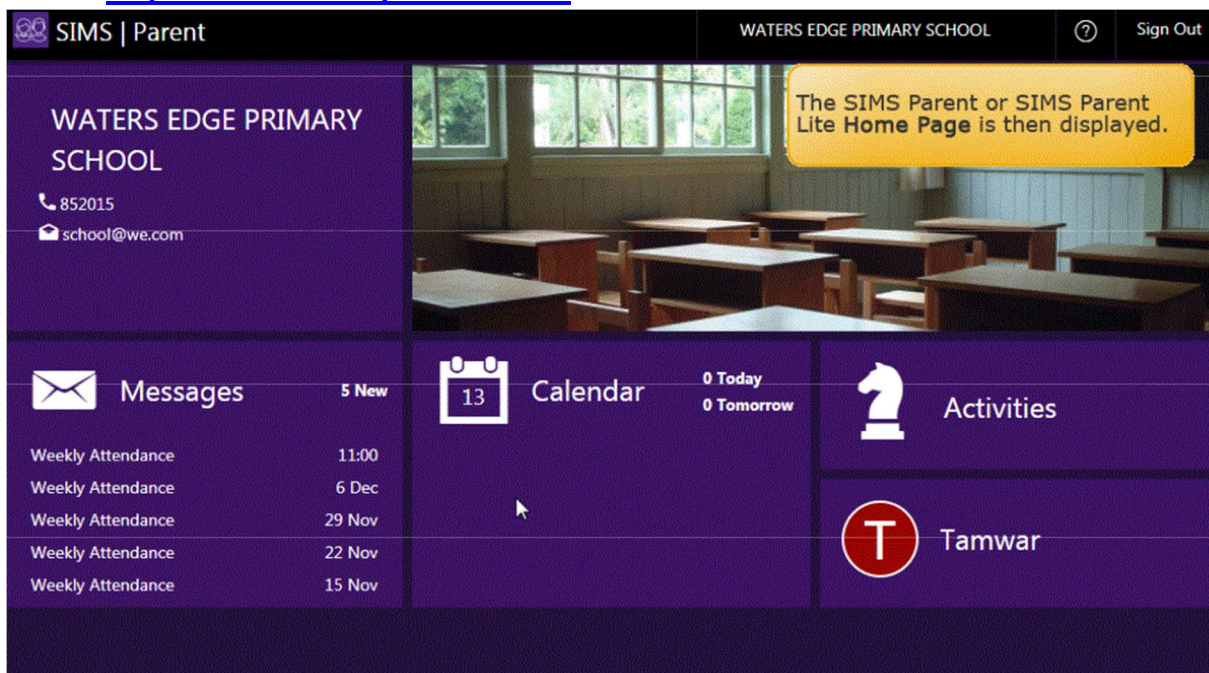 SIMS | Parent
WATERS EDGE PRIMARY SCHOOL
Sign Out
WATERS EDGE PRIMARY
SCHOOL
852015
school@we.com
The SIMS Parent or SIMS Parent
Lite Home Page is then displayed.
Messages
5 New
Weekly Attendance 11:00
Weekly Attendance 6 Dec
Weekly Attendance 29 Nov
Weekly Attendance 22 Nov
Weekly Attendance 15 Nov
13
Calendar
0 Today
0 Tomorrow
Activities
T
Tamwar